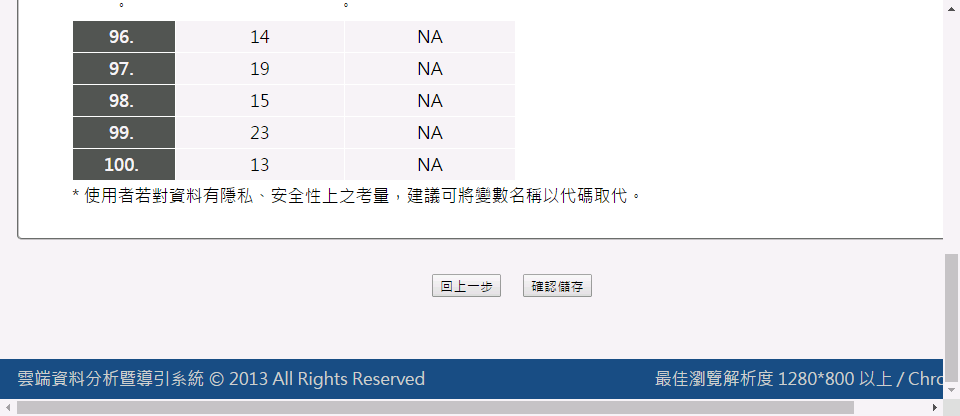 96. 14 NA
97. 19 NA
98. 15 NA
99. 23 NA
100. 13 NA
* 使用者若對資料有隱私、安全性上之考量，建議可將變數名稱以代碼取代。
回上一步 確認儲存
雲端資料分析暨導引系統 © 2013 All Rights Reserved 最佳瀏覽解析度 1280*800 以上 / Chro